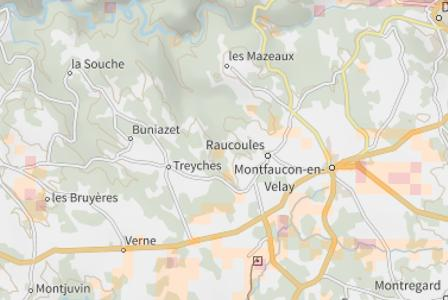 les Mazeaux
la Souche
Buniazet
Raucoules
Treyches
Montfaucon-en-
Velay
les Bruyères
Verne
Montjuvin
Montregard